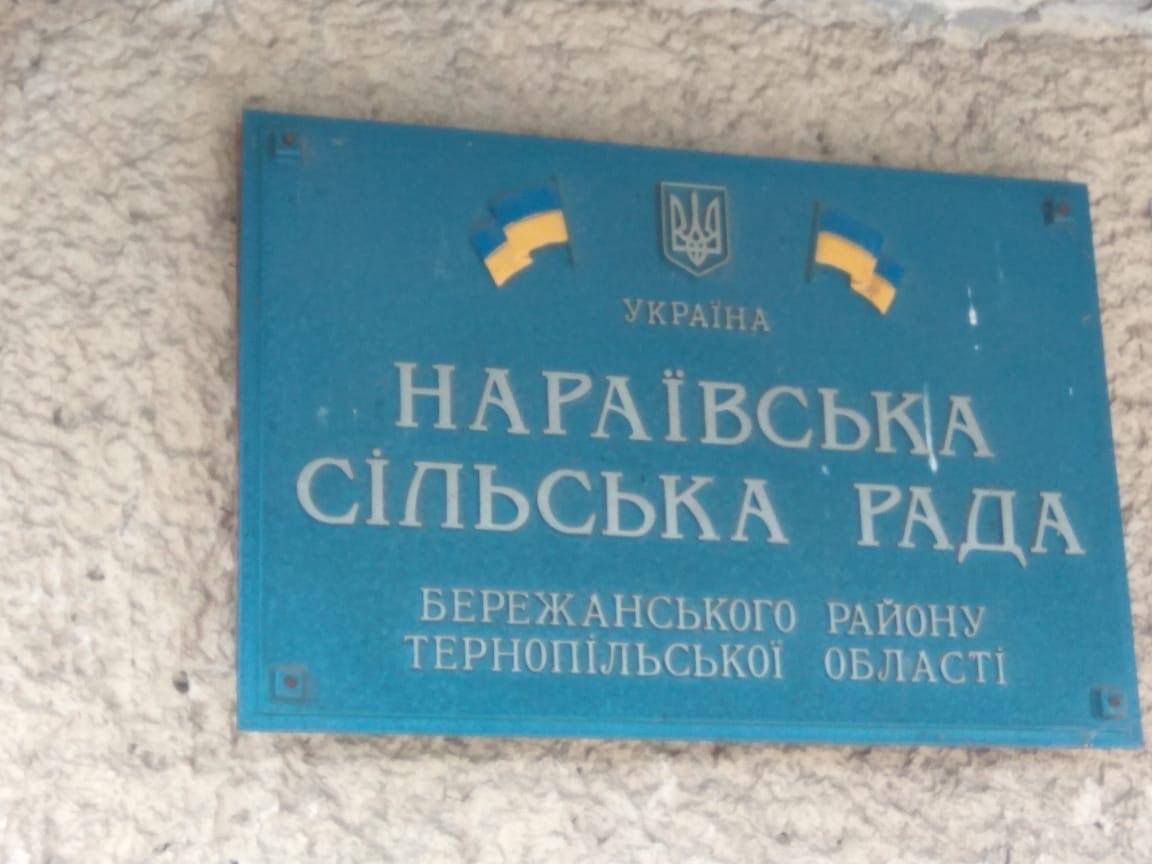 УКРАЇНА
НАРАЇВСЬКА
СІЛЬСЬКА РАДА
БЕРЕЖАНСЬКОГО РАЙОНУ
ТЕРНОПІЛЬСЬКОЇ ОБЛАСТІ